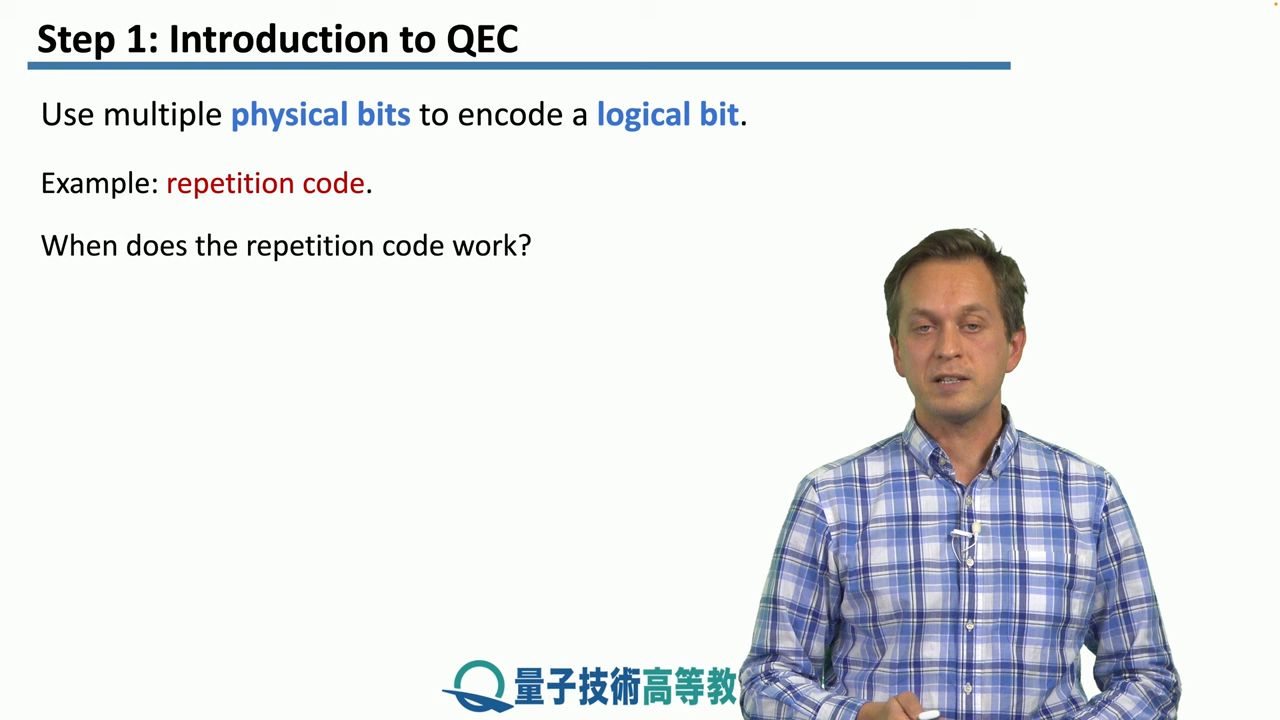 Step 1: Introduction to QEC
Use multiple physical bits to encode a logical bit.
Example: repetition code.
When does the repetition code work?
量子技術高等教